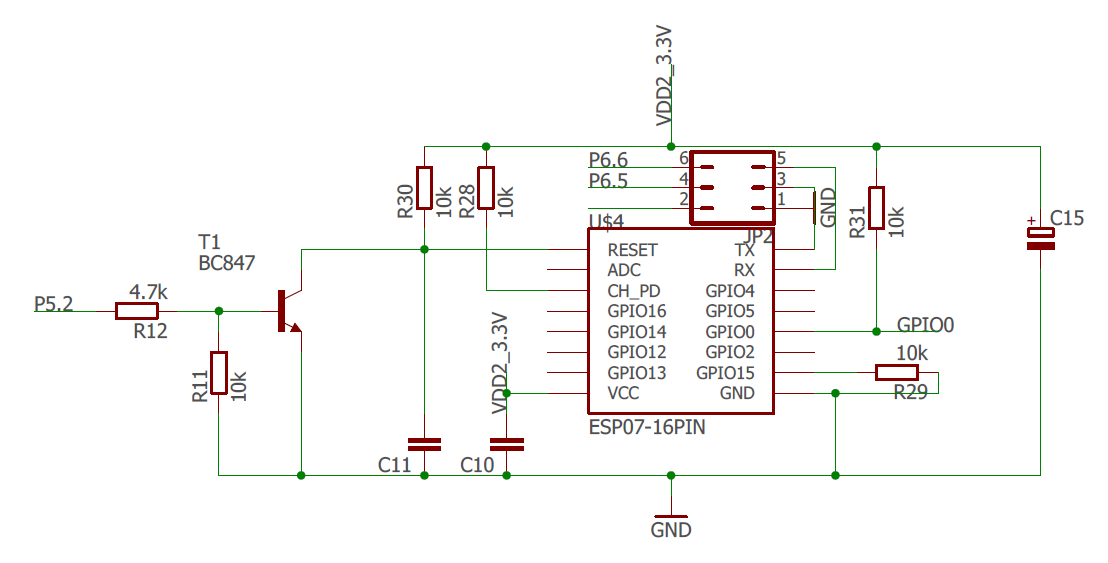 VDD2_3.3V
P6.6
6
5
P6.5
4
3
2
1
GND
R30
10k
R28
10k
U$4
JP2
R31
10k
+
C15
T1
BC847
P5.2
4.7k
R12
R11
10k
RESET
TX
ADC
RX
CH_PD
GPIO4
GPIO16
GPIO5
GPIO14
GPIO0
GPIO0
GPIO12
GPIO2
GPIO13
GPIO15
10k
R29
VCC
GND
VDD2_3.3V
ESP07-16PIN
C11
C10
GND